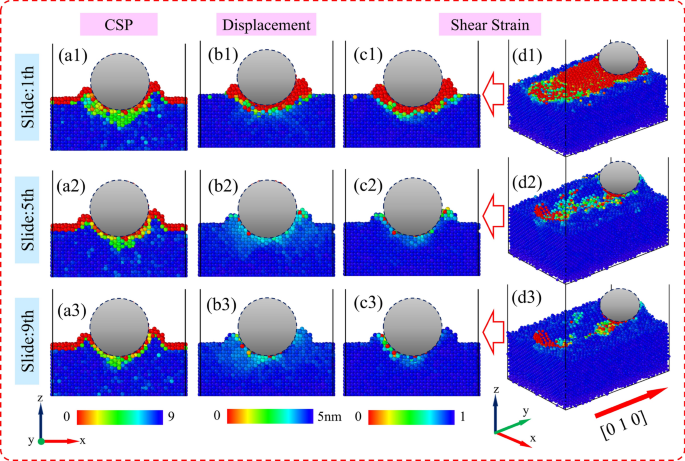 CSP Displacement Shear Strain
Slide:1th
(a1) (b1) (c1) (d1)
Slide:5th
(a2) (b2) (c2) (d2)
Slide:9th
(a3) (b3) (c3) (d3)
z y x
0 9
0 5nm
0 1
z y x
[0 1 0]